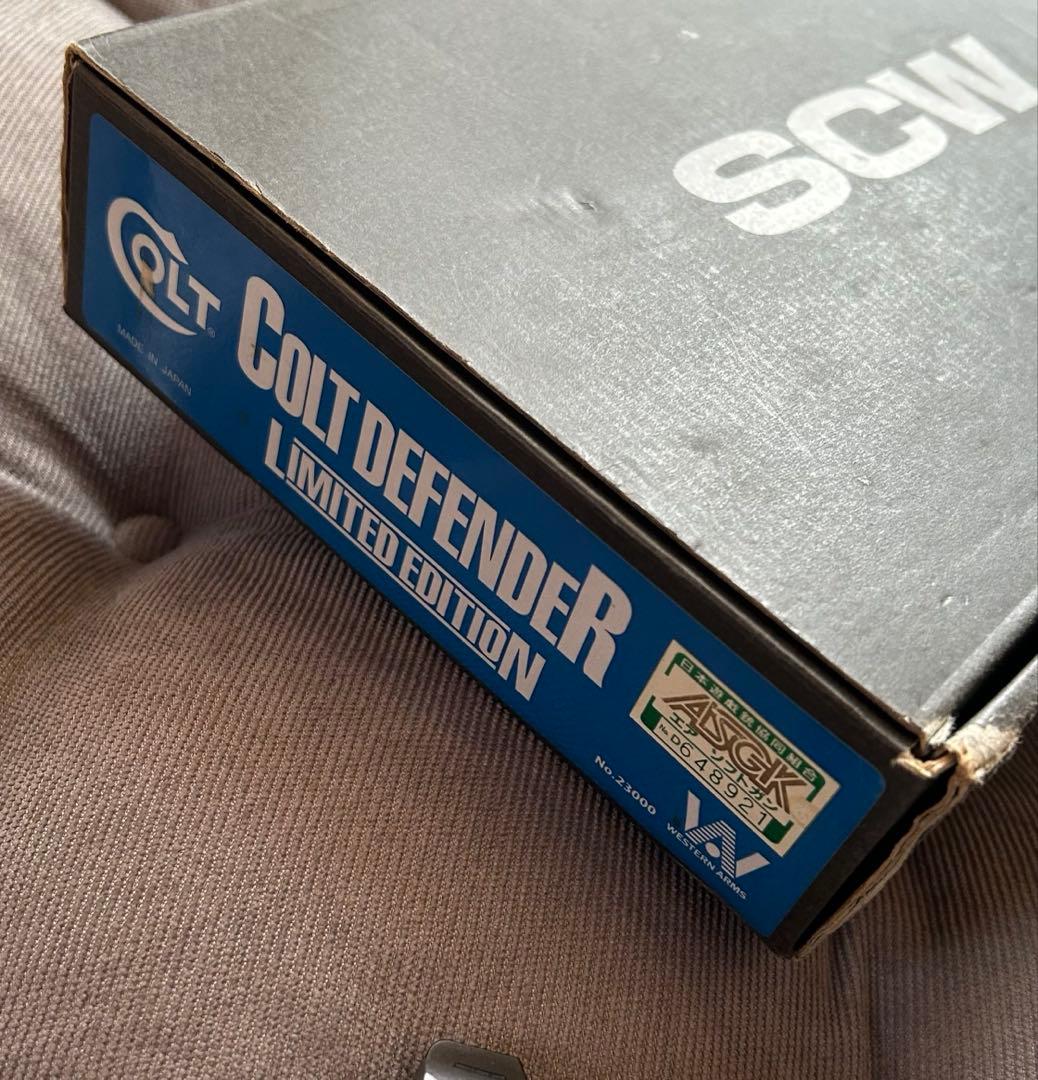 SCW
COLT®
MADE IN JAPAN
COLT DEFENDER
LIMITED EDITION
日本遊戯銃協同組合
ASGK
エアーソフトガン
No.D648921
No.23000
WESTERN ARMS